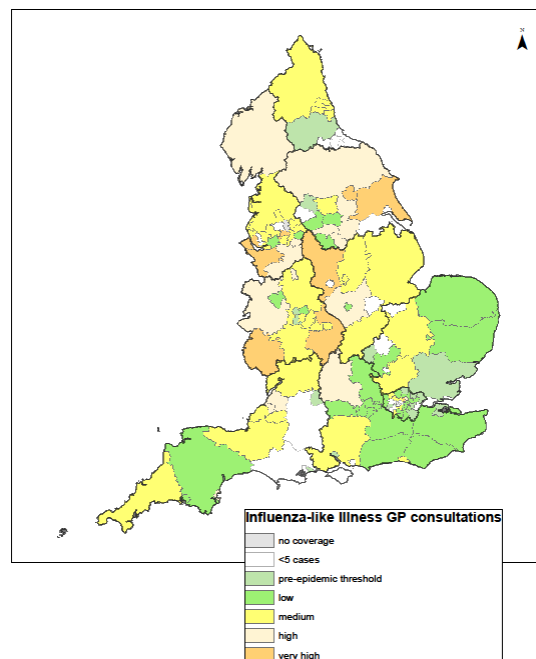 Influenza-like Illness GP consultations
no coverage
<5 cases
pre-epidemic threshold
low
medium
high
very high